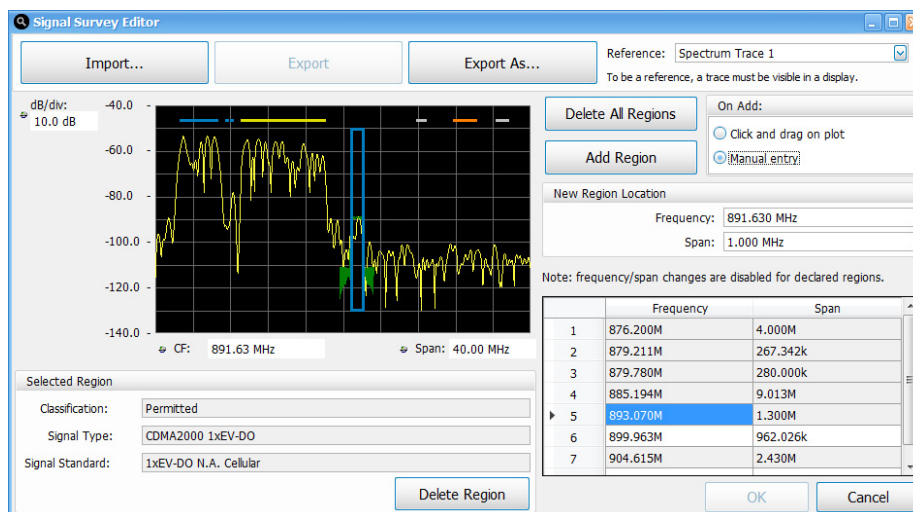 Signal Survey Editor
Import...
Export
Export As...
Reference: Spectrum Trace 1
To be a reference, a trace must be visible in a display.
dB/div:
10.0 dB
-40.0
-60.0
-80.0
-100.0
-120.0
-140.0
CF: 891.63 MHz
Span: 40.00 MHz
Delete All Regions
Add Region
On Add:
Click and drag on plot
Manual entry
New Region Location
Frequency: 891.630 MHz
Span: 1.000 MHz
Note: frequency/span changes are disabled for declared regions.
Frequency Span
1 876.200M 4.000M
2 879.211M 267.342k
3 879.780M 280.000k
4 885.194M 9.013M
5 893.070M 1.300M
6 899.963M 962.026k
7 904.615M 2.430M
Selected Region
Classification: Permitted
Signal Type: CDMA2000 1xEV-DO
Signal Standard: 1xEV-DO N.A. Cellular
Delete Region
OK
Cancel